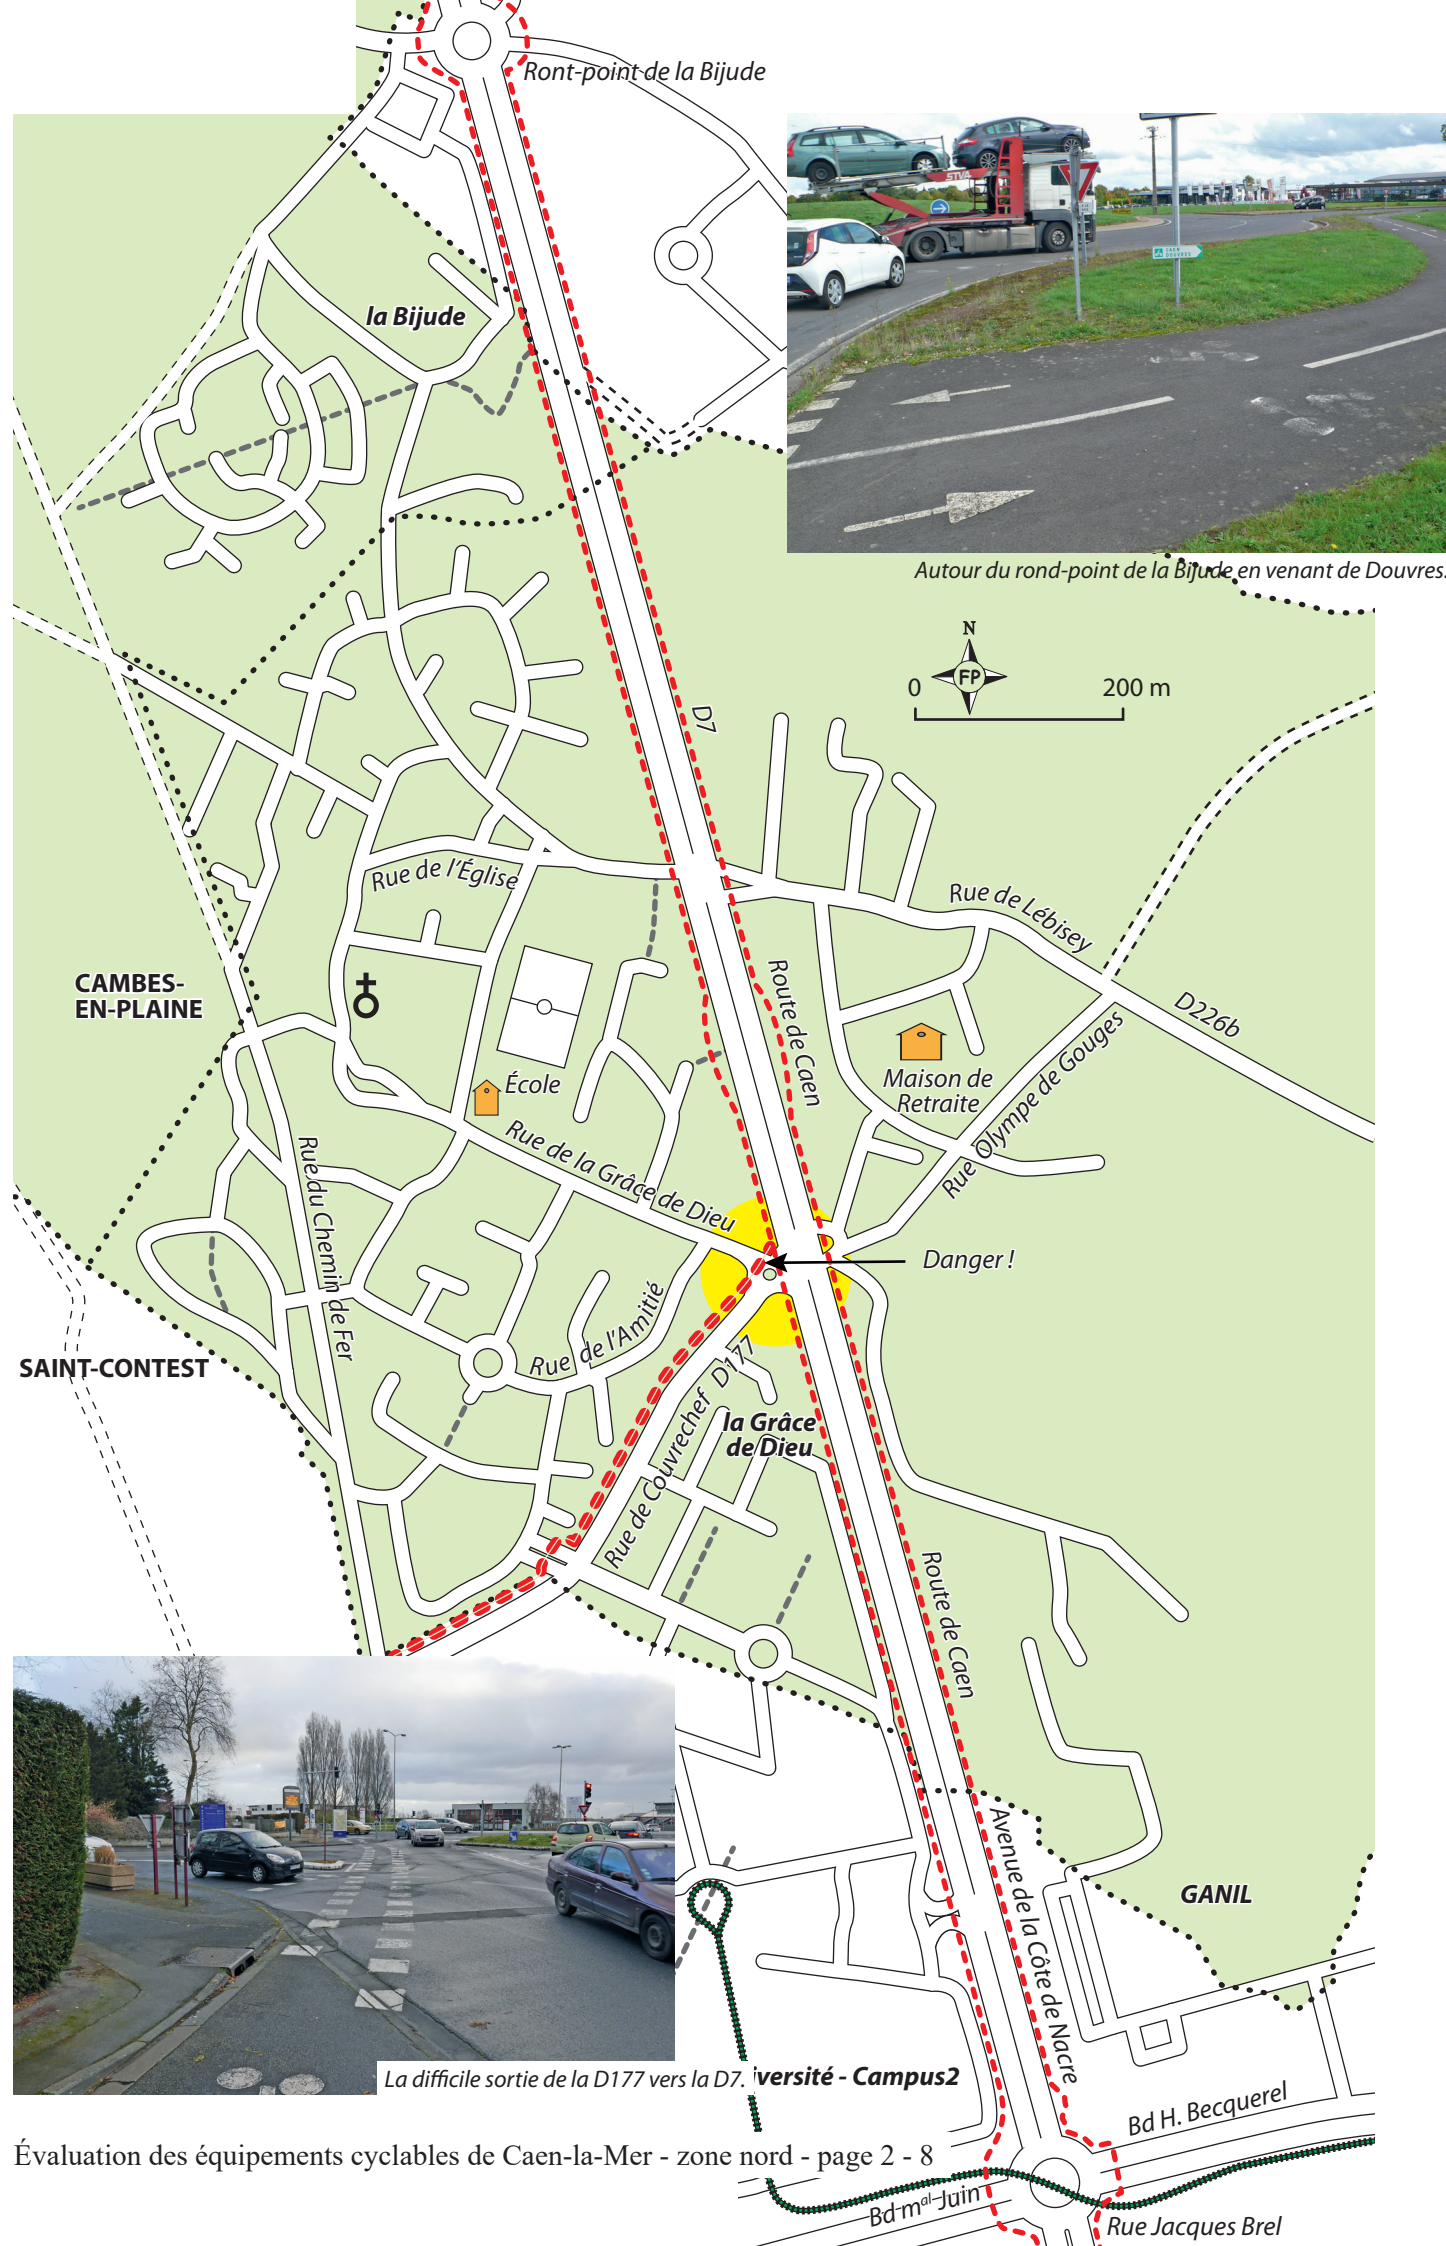 Ront-point de la Bijude
STVA
CAEN
DOUVRES
la Bijude
Autour du rond-point de la Bijude en venant de Douvres.
N
FP
0
200 m
D7
Rue de l'Église
Rue de Lébisey
CAMBES-
EN-PLAINE
Route de Caen
D226b
Maison de
Retraite
École
Rue Olympe de Gouges
Rue de la Grâce de Dieu
Rue du Chemin de Fer
Danger !
Rue de l'Amitié
SAINT-CONTEST
Rue de Couvrechef D177
la Grâce
de Dieu
Route de Caen
Avenue de la Côte de Nacre
GANIL
La difficile sortie de la D177 vers la D7.
iversité - Campus2
Bd H. Becquerel
Évaluation des équipements cyclables de Caen-la-Mer - zone nord - page 2 - 8
Bd mal Juin
Rue Jacques Brel